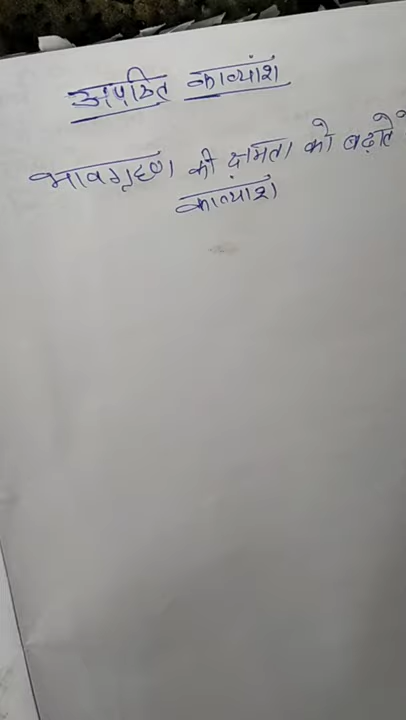 अपठित काव्यांश
भावग्रहण की क्षमता को बढ़ाते
काव्यांश